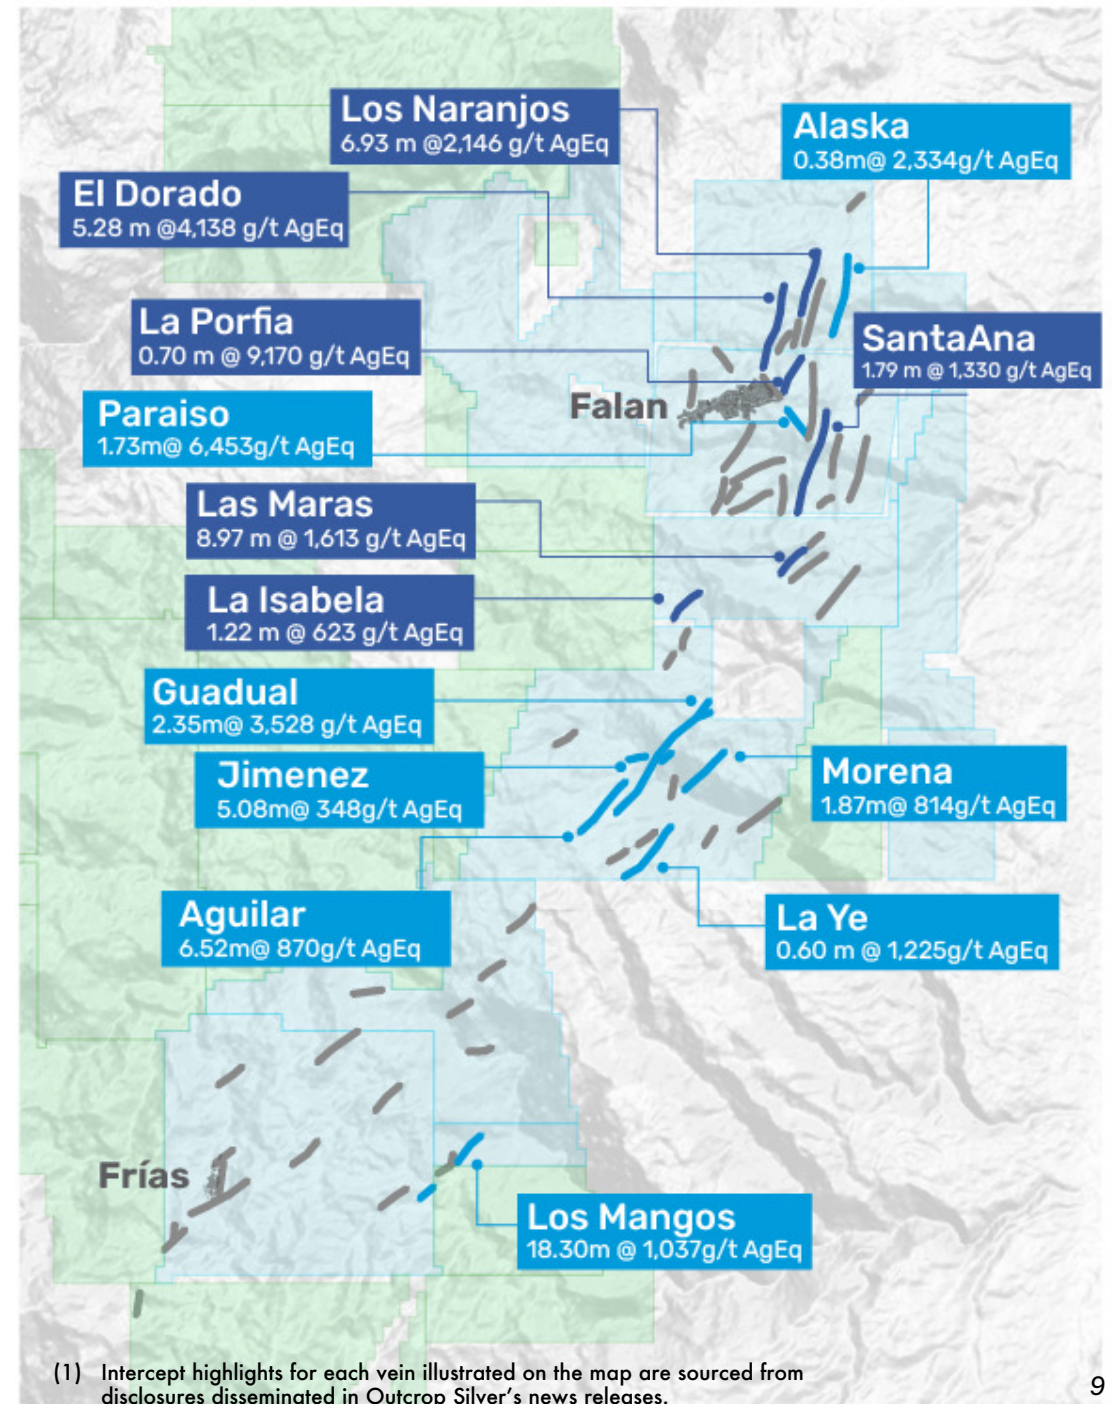 Los Naranjos
6.93 m @2,146 g/t AgEq
Alaska
0.38m@ 2,334g/t AgEq
El Dorado
5.28 m @4,138 g/t AgEq
La Porfia
0.70 m @ 9,170 g/t AgEq
SantaAna
1.79 m @ 1,330 g/t AgEq
Falan
Paraiso
1.73m@ 6,453g/t AgEq
Las Maras
8.97 m @ 1,613 g/t AgEq
La Isabela
1.22 m @ 623 g/t AgEq
Guadual
2.35m@ 3,528 g/t AgEq
Jimenez
5.08m@ 348g/t AgEq
Morena
1.87m@ 814g/t AgEq
Aguilar
6.52m@ 870g/t AgEq
La Ye
0.60 m @ 1,225g/t AgEq
Frías
Los Mangos
18.30m @ 1,037g/t AgEq
(1) Intercept highlights for each vein illustrated on the map are sourced from
disclosures disseminated in Outcrop Silver's news releases.
9